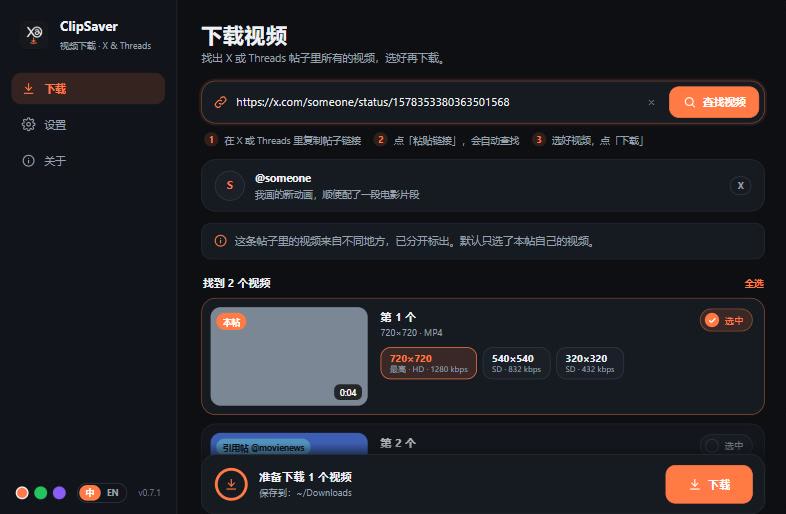 ClipSaver
视频下载 · X & Threads
下载
设置
关于
中 EN v0.7.1
下载视频
找出 X 或 Threads 帖子里所有的视频，选好再下载。
https://x.com/someone/status/1578353380363501568 × 查找视频
1 在 X 或 Threads 里复制帖子链接 2 点「粘贴链接」，会自动查找 3 选好视频，点「下载」
S @someone X
我画的新动画，顺便配了一段电影片段
这条帖子里的视频来自不同地方，已分开标出。默认只选了本帖自己的视频。
找到 2 个视频 全选
本帖
0:04
第 1 个 选中
720×720 · MP4
720×720 540×540 320×320
最高 · HD · 1280 kbps SD · 832 kbps SD · 432 kbps
引用帖 @movienews
第 2 个 选中
准备下载 1 个视频
保存到：~/Downloads
下载